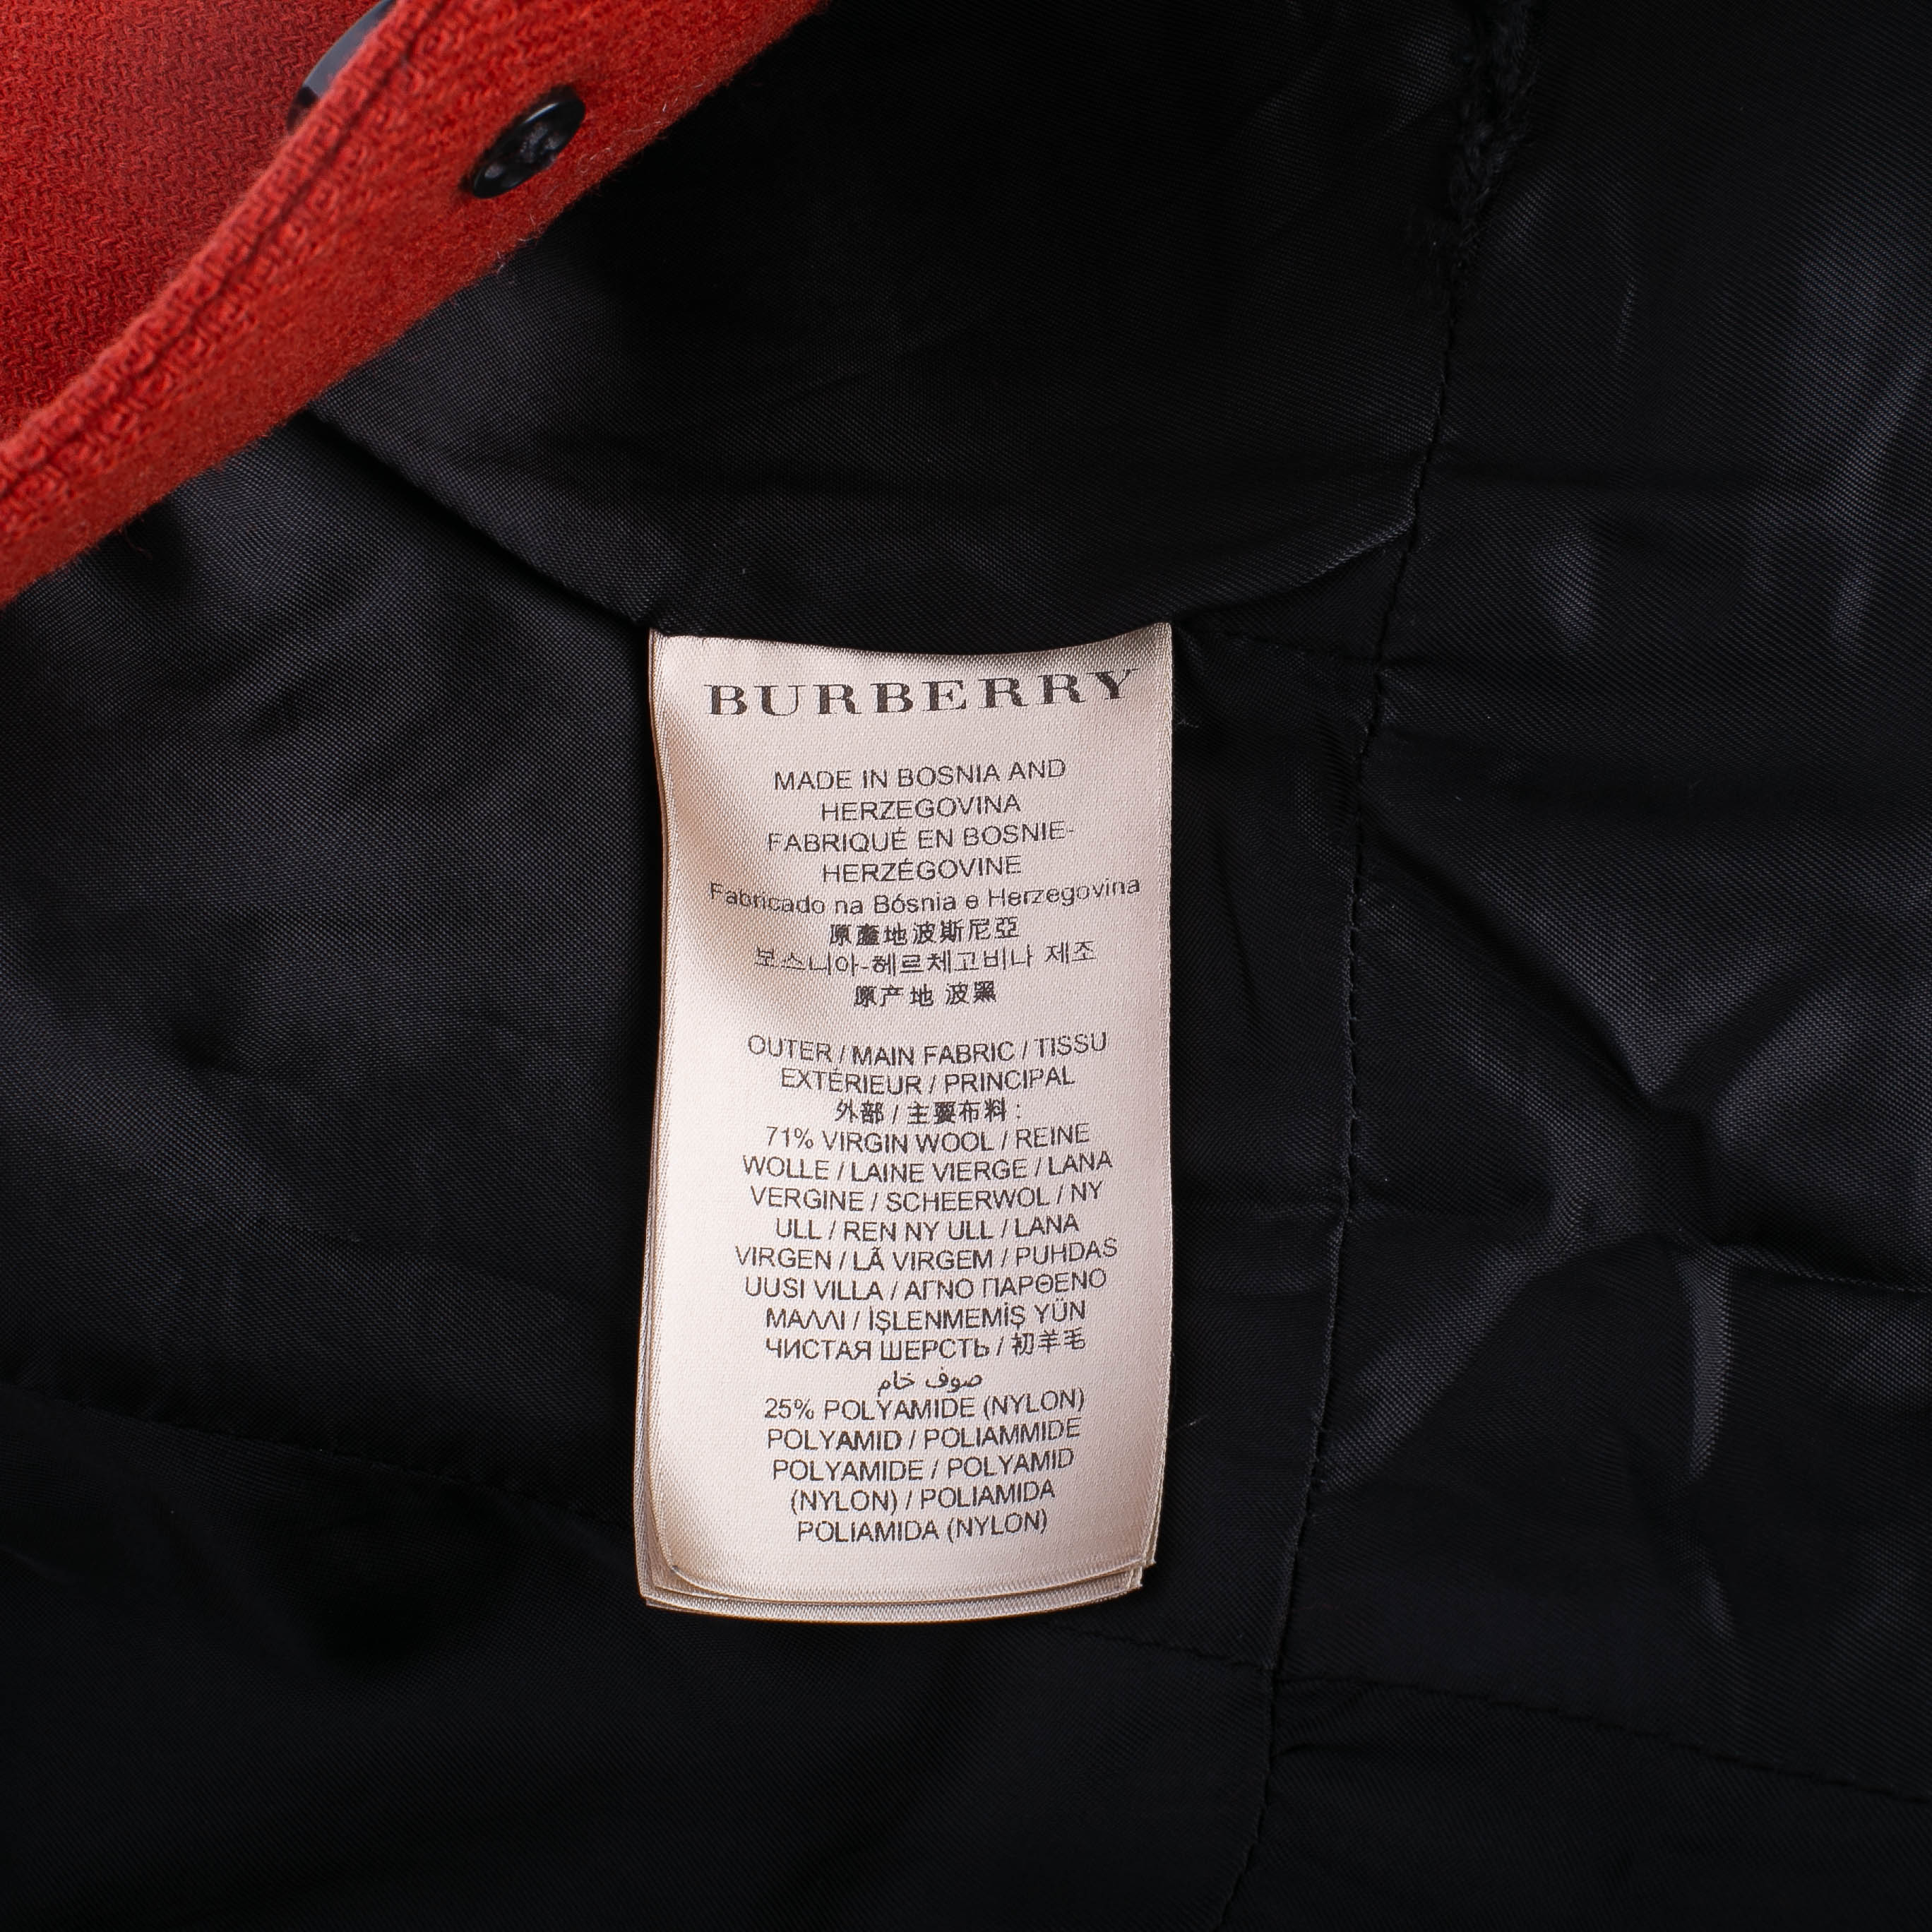 BURBERRY
MADE IN BOSNIA AND
HERZEGOVINA
FABRIQUÉ EN BOSNIE-
HERZÉGOVINE
Fabricado na Bósnia e Herzegovina
原產地波斯尼亞
보스니아-헤르체고비나 제조
原产地 波黑
OUTER / MAIN FABRIC / TISSU
EXTÉRIEUR / PRINCIPAL
外部 / 主要布料 :
71% VIRGIN WOOL / REINE
WOLLE / LAINE VIERGE / LANA
VERGINE / SCHEERWOL / NY
ULL / REN NY ULL / LANA
VIRGEN / LÃ VIRGEM / PUHDAS
UUSI VILLA / ΑΓΝΟ ΠΑΡΘΕΝΟ
ΜΑΛΛΙ / İŞLENMEMİŞ YÜN
ЧИСТАЯ ШЕРСТЬ / 初羊毛
صوف خام
25% POLYAMIDE (NYLON)
POLYAMID / POLIAMMIDE
POLYAMIDE / POLYAMID
(NYLON) / POLIAMIDA
POLIAMIDA (NYLON)